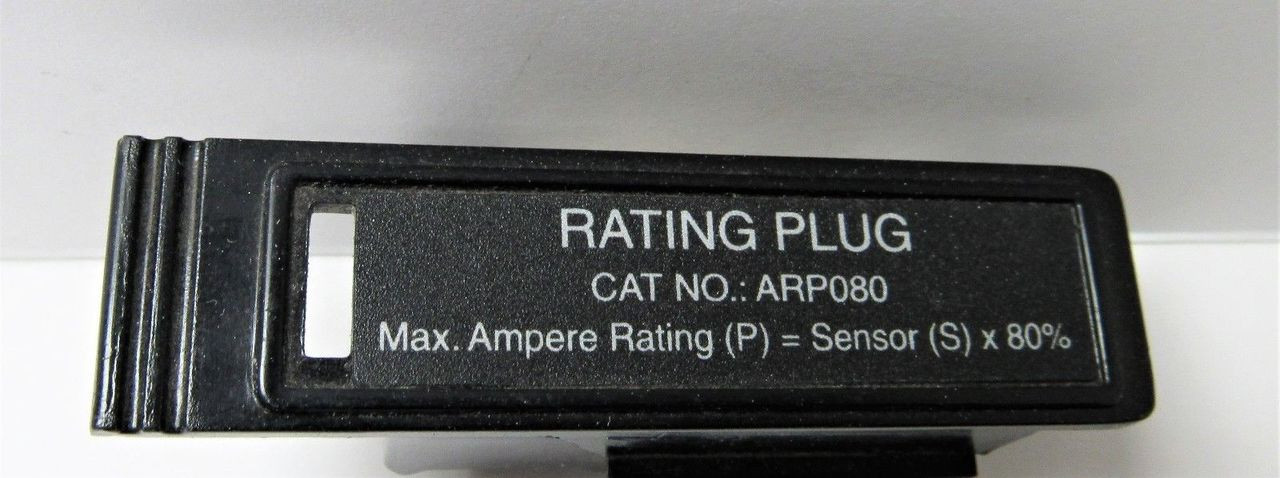 RATING PLUG
CAT NO.: ARP080
Max. Ampere Rating (P) = Sensor (S) x 80%